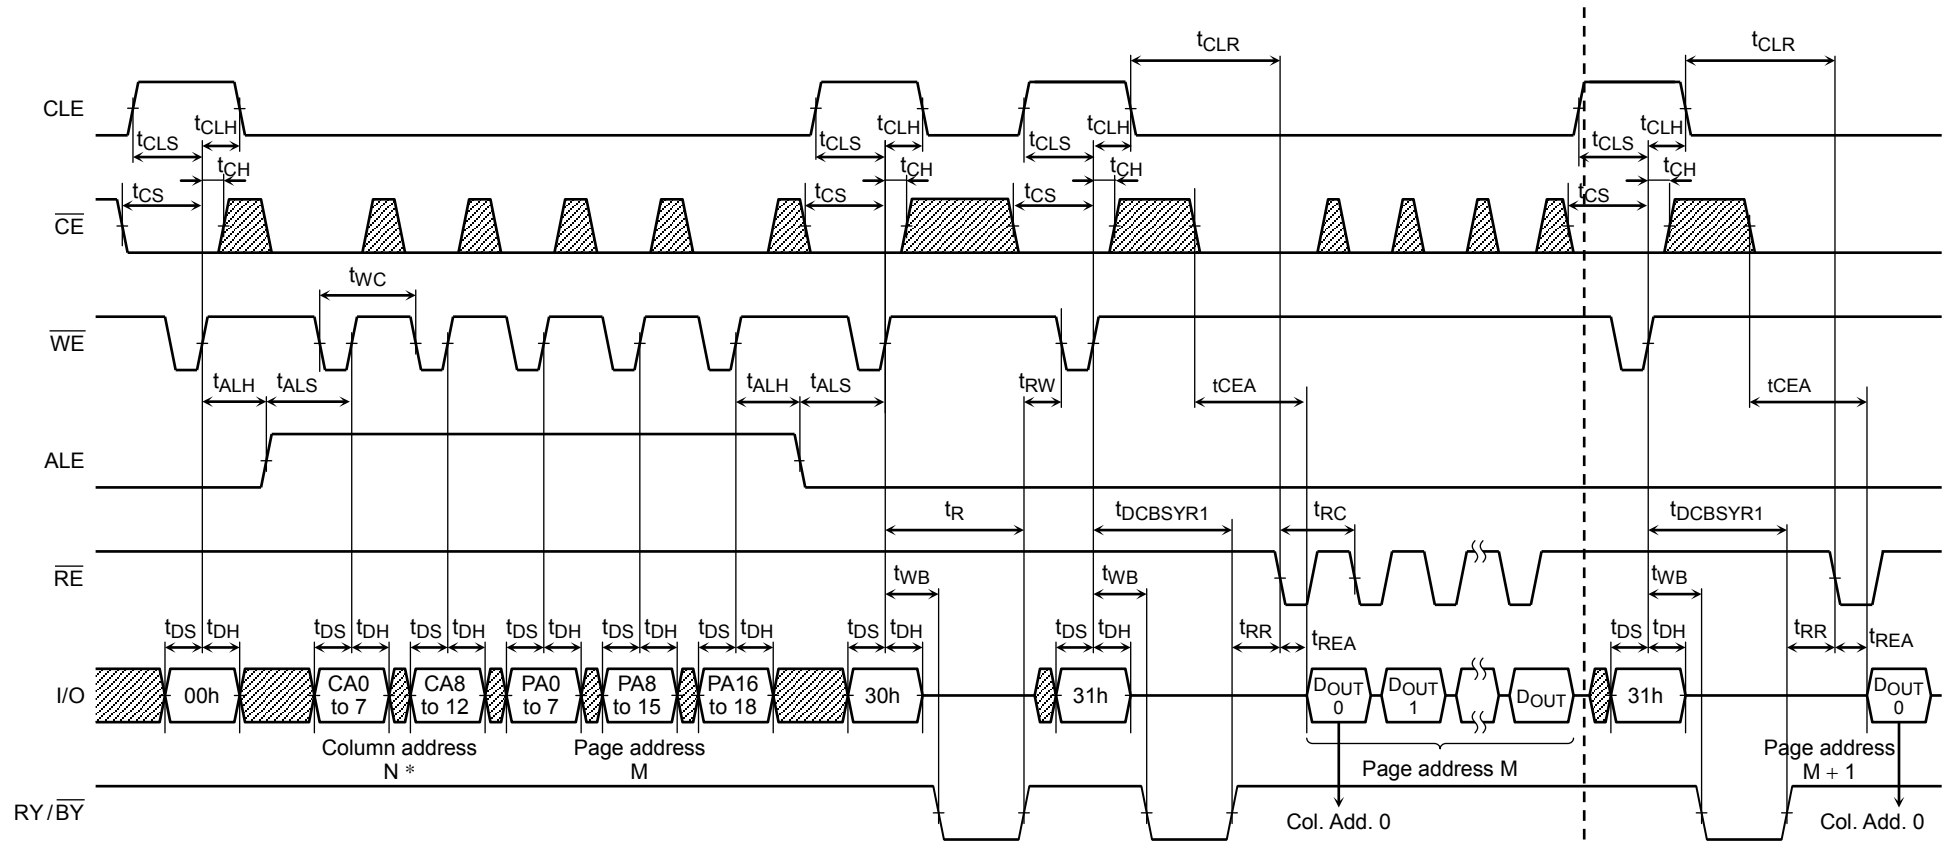 tCLR tCLR
CLE
tCLS tCLH tCLS tCLH tCLS tCLH tCLS tCLH
tCH tCH tCH tCH
tCS tCS tCS tCS
CE
tWC
WE
tALH tALS tALH tALS tRW tCEA tCEA
ALE
tR tDCBSYR1 tRC tDCBSYR1
RE
tWB tWB tWB
tDS tDH tDS tDH tDS tDH tDS tDH tDS tDH tDS tDH tDS tDH tDS tDH tRR tREA tDS tDH tRR tREA
I/O
00h
CA0
to 7
CA8
to 12
PA0
to 7
PA8
to 15
PA16
to 18
30h
31h
DOUT
0
DOUT
1
DOUT
31h
DOUT
0
Column address
N *
Page address
M
Page address M
Page address
M + 1
RY/BY
Col. Add. 0
Col. Add. 0